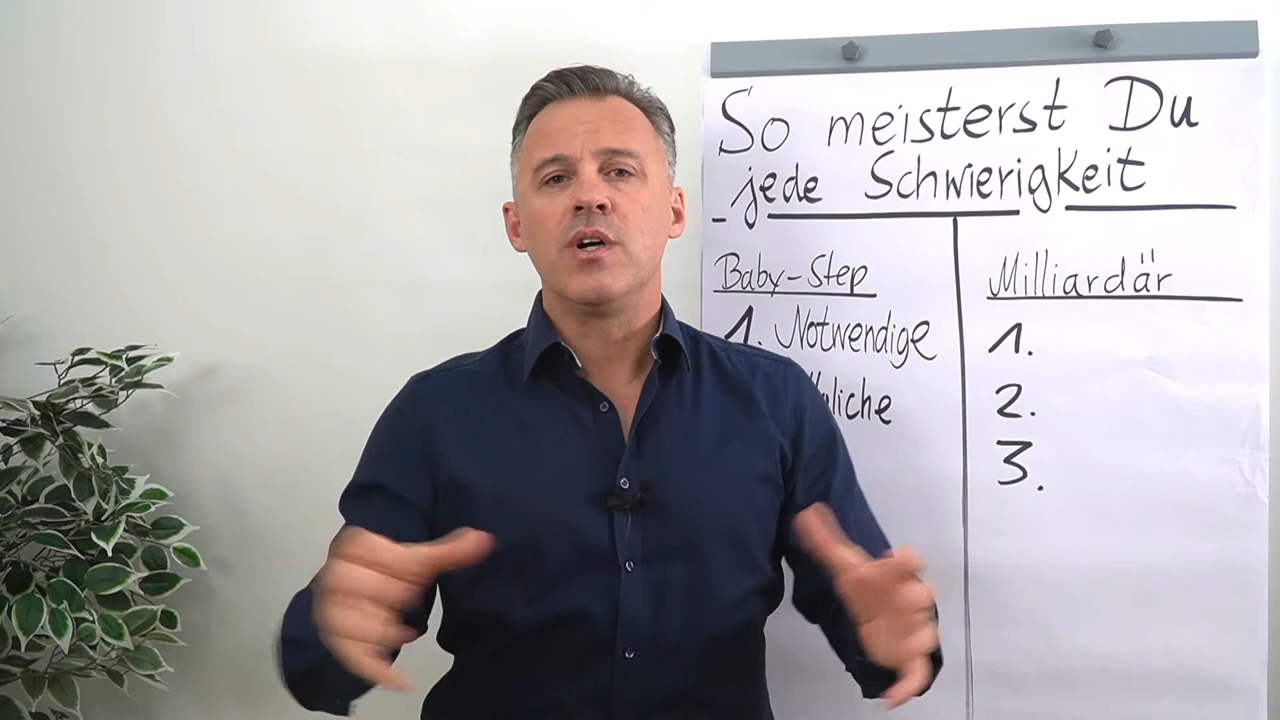 So meisterst Du
jede Schwierigkeit
Baby-Step
1. Notwendige
Milliardär
1.
2.
3.